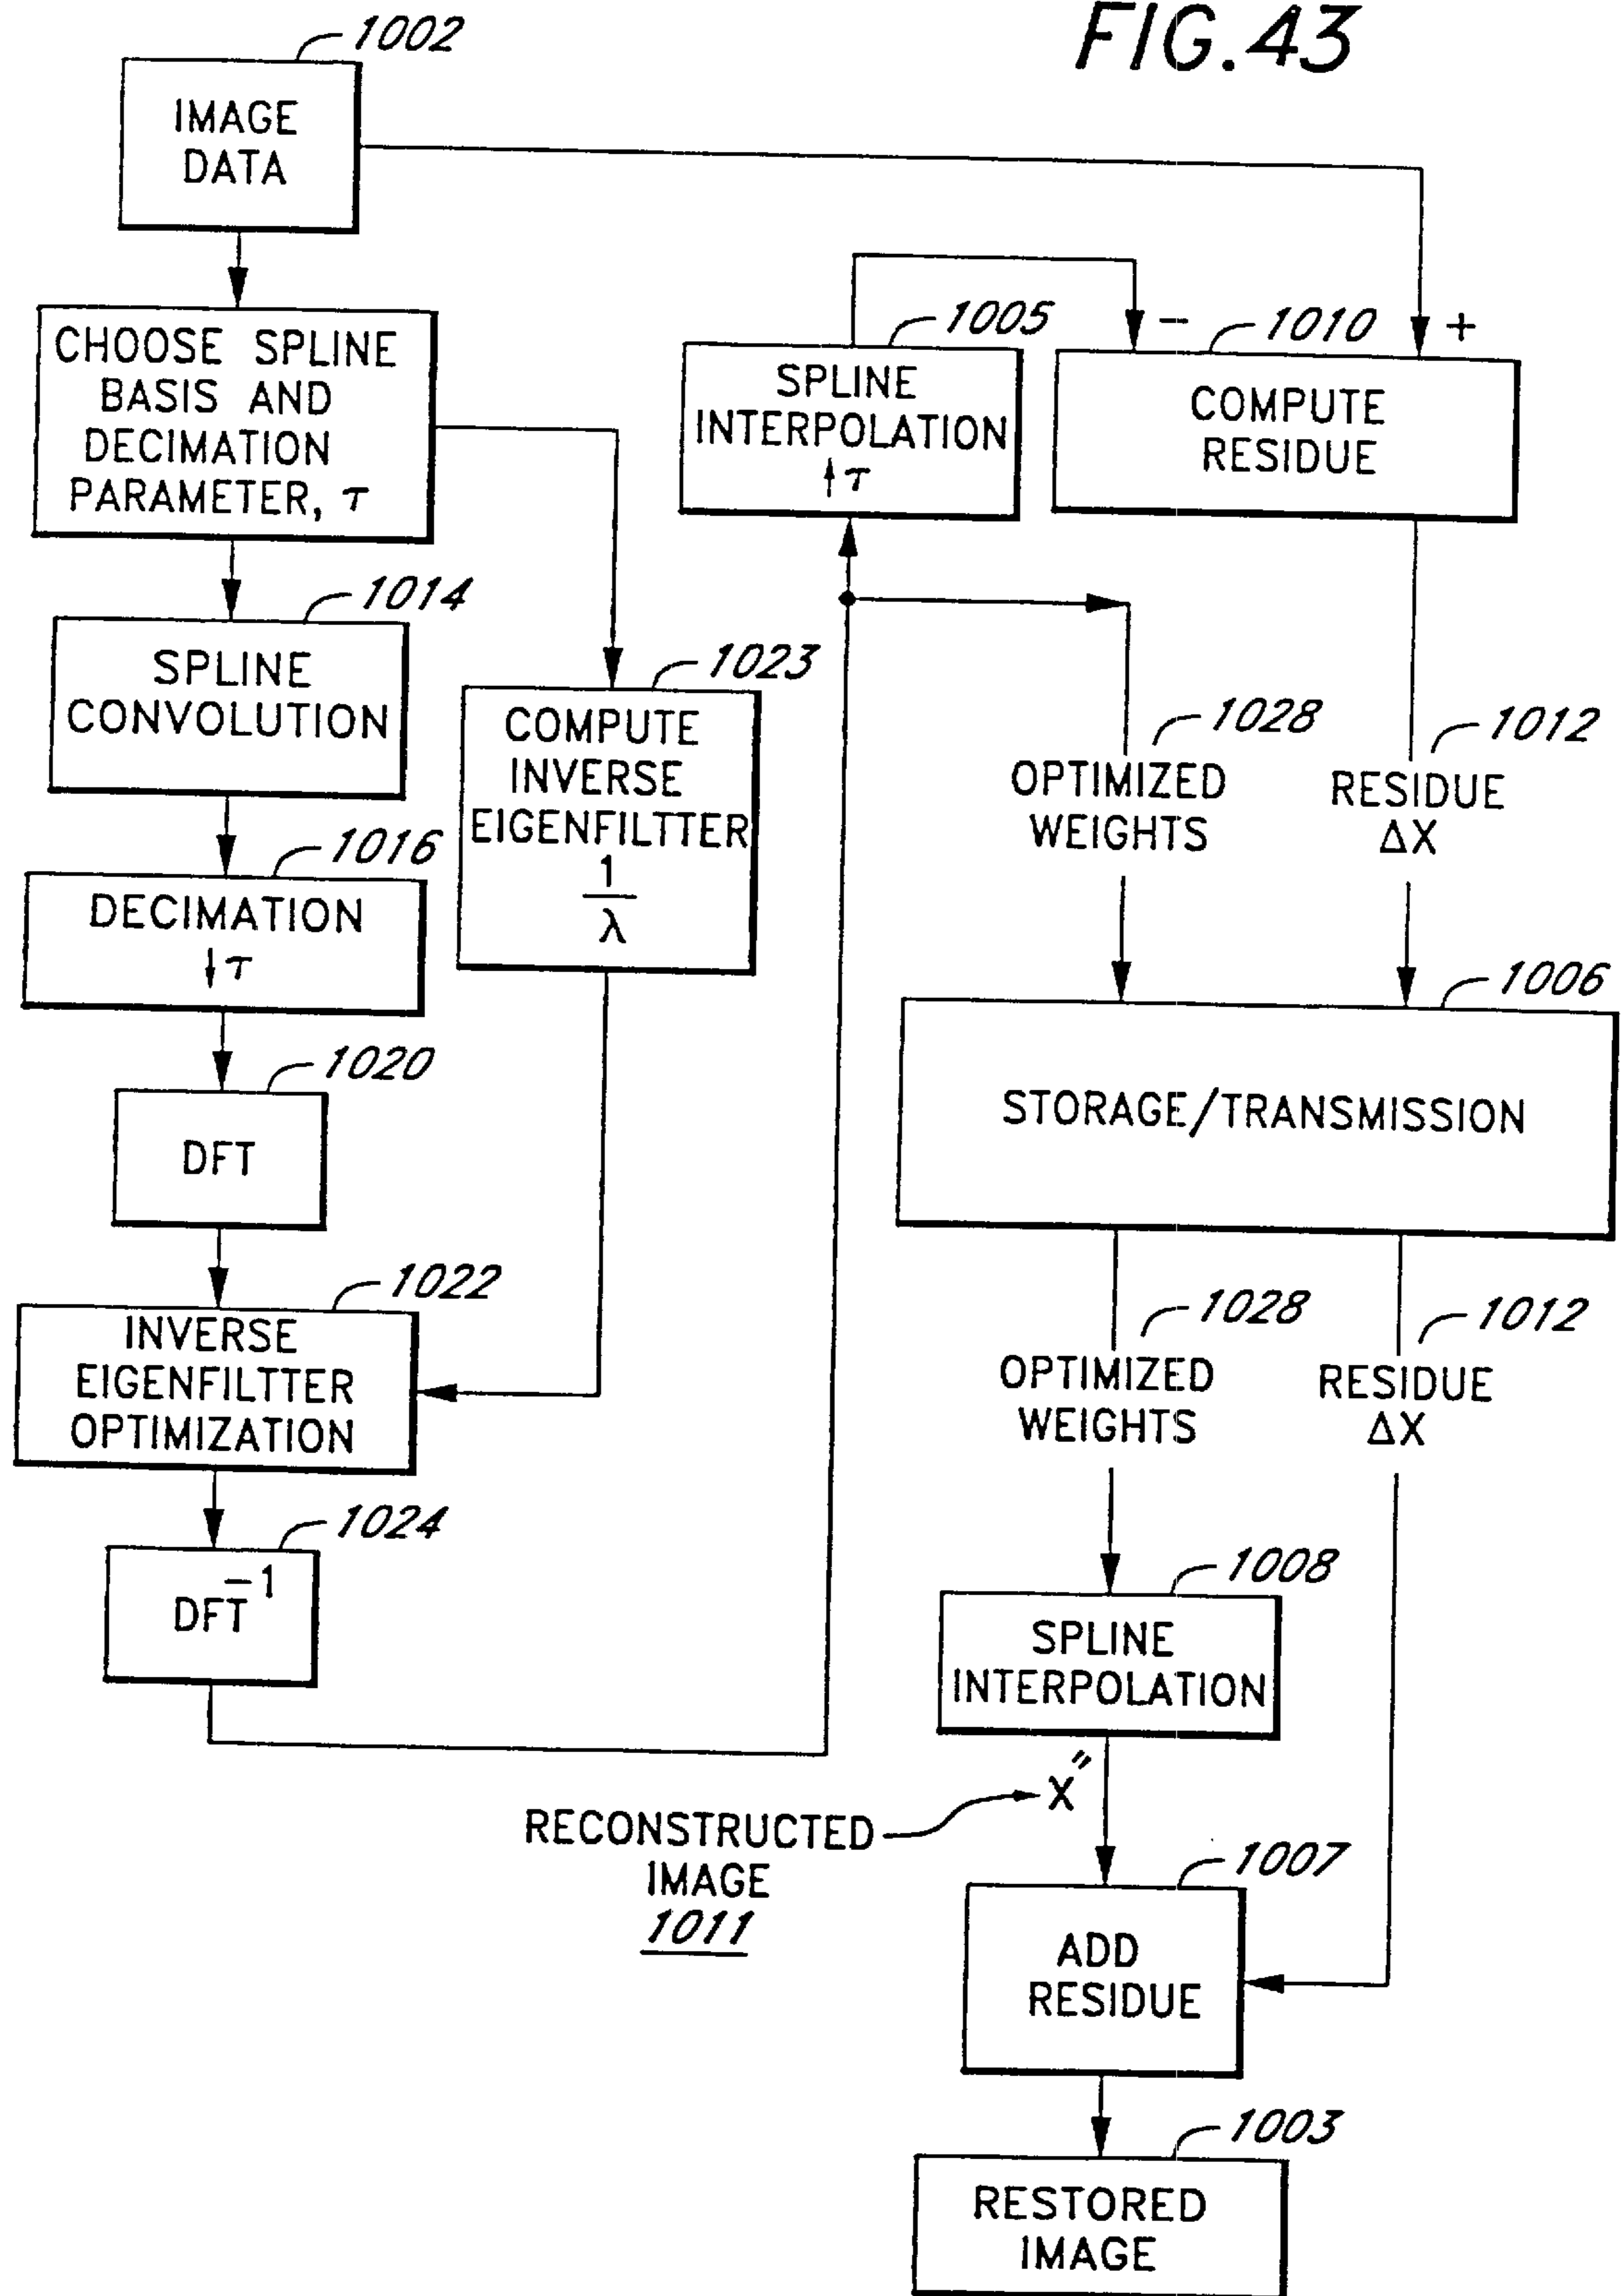 FIG.43
1002
IMAGE
DATA
CHOOSE SPLINE
BASIS AND
DECIMATION
PARAMETER, τ
1005
SPLINE
INTERPOLATION
↑τ
-
1010
+
COMPUTE
RESIDUE
1014
SPLINE
CONVOLUTION
1023
COMPUTE
INVERSE
EIGENFILTTER
1
λ
1028
OPTIMIZED
WEIGHTS
1012
RESIDUE
ΔX
1016
DECIMATION
↓τ
1006
STORAGE/TRANSMISSION
1020
DFT
1022
INVERSE
EIGENFILTTER
OPTIMIZATION
1028
OPTIMIZED
WEIGHTS
1012
RESIDUE
ΔX
1024
DFT⁻¹
1008
SPLINE
INTERPOLATION
X″
RECONSTRUCTED
IMAGE
1011
1007
ADD
RESIDUE
1003
RESTORED
IMAGE